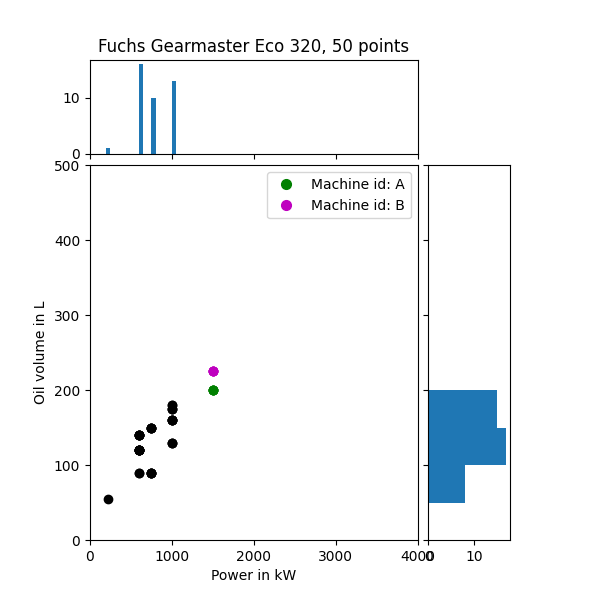 Fuchs Gearmaster Eco 320, 50 points
10
0
500
400
300
200
100
0
Oil volume in L
Machine id: A
Machine id: B
0 1000 2000 3000 4000
Power in kW
0 10